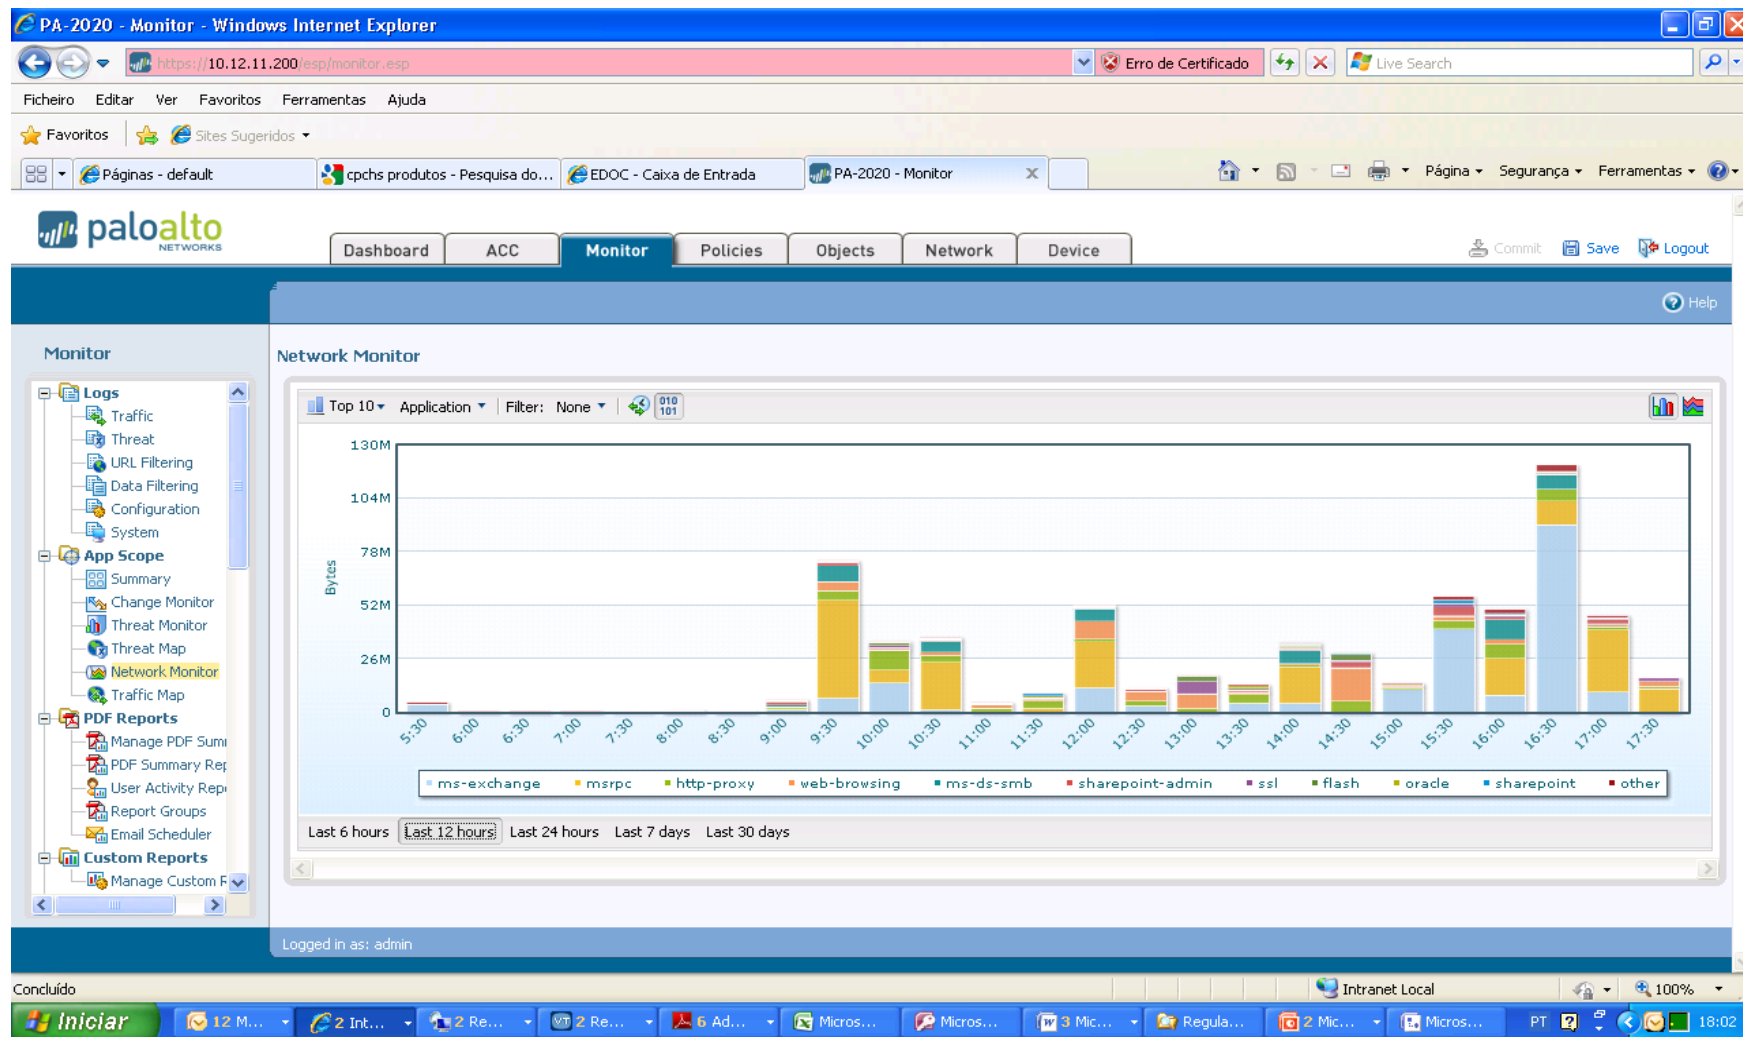 PA-2020 - Monitor - Windows Internet Explorer
https://10.12.11.200/esp/monitor.esp
Erro de Certificado
Live Search
Ficheiro Editar Ver Favoritos Ferramentas Ajuda
Favoritos Sites Sugeridos
Páginas - default
cpchs produtos - Pesquisa do...
EDOC - Caixa de Entrada
PA-2020 - Monitor
Página Segurança Ferramentas
paloalto
NETWORKS
Dashboard ACC Monitor Policies Objects Network Device
Commit Save Logout
Help
Monitor
Logs
Traffic
Threat
URL Filtering
Data Filtering
Configuration
System
App Scope
Summary
Change Monitor
Threat Monitor
Threat Map
Network Monitor
Traffic Map
PDF Reports
Manage PDF Sum
PDF Summary Rep
User Activity Rep
Report Groups
Email Scheduler
Custom Reports
Manage Custom R
Network Monitor
Top 10 Application Filter: None
010
101
130M
104M
78M
52M
26M
0
Bytes
5:30 6:00 6:30 7:00 7:30 8:00 8:30 9:00 9:30 10:00 10:30 11:00 11:30 12:00 12:30 13:00 13:30 14:00 14:30 15:00 15:30 16:00 16:30 17:00 17:30
ms-exchange msrpc http-proxy web-browsing ms-ds-smb sharepoint-admin ssl flash oracle sharepoint other
Last 6 hours Last 12 hours Last 24 hours Last 7 days Last 30 days
Logged in as: admin
Concluído
Intranet Local
100%
Iniciar
12 M...
2 Int...
2 Re...
2 Re...
6 Ad...
Micros...
Micros...
3 Mic...
Regula...
2 Mic...
Micros...
PT
18:02